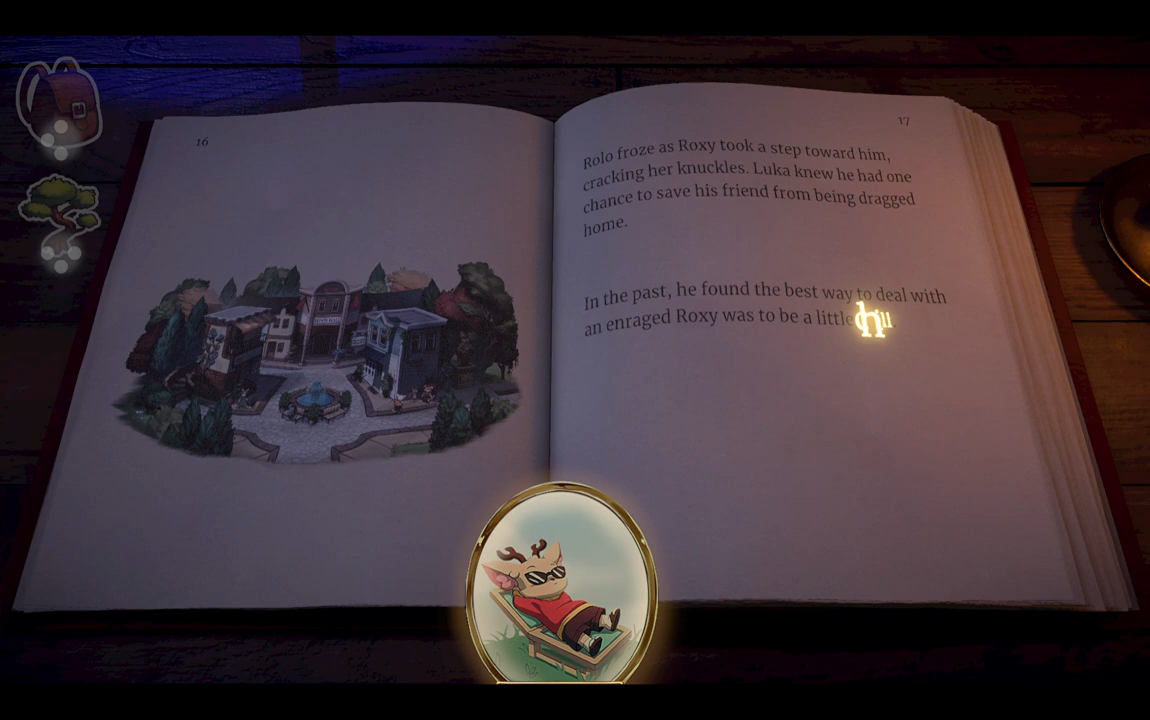 16
17
Rolo froze as Roxy took a step toward him,
cracking her knuckles. Luka knew he had one
chance to save his friend from being dragged
home.
In the past, he found the best way to deal with
an enraged Roxy was to be a little chill